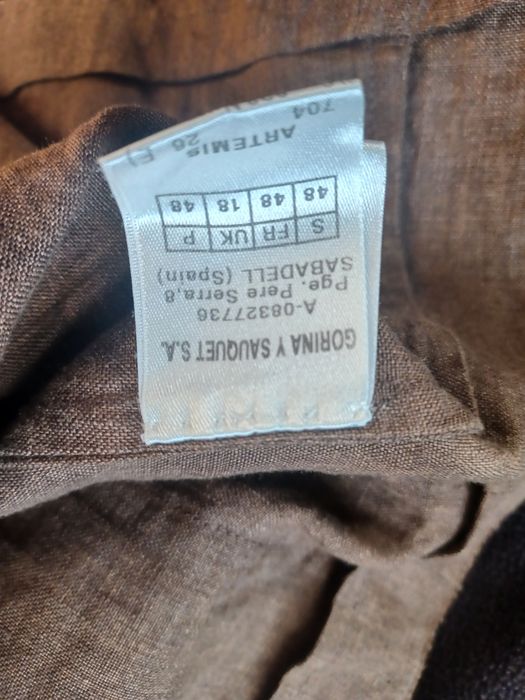 GORINA Y SAUQUET S.A.
A-08327736
Pge. Pere Serra,8
SABADELL (Spain)
S FR UK P
48 48 18 48
ARTEMIS 26
704